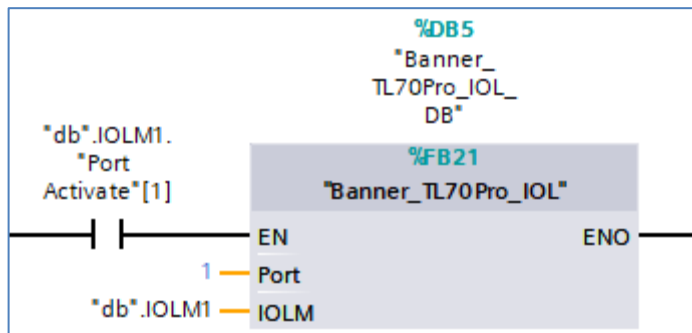 %DB5
"Banner_
TL70Pro_IOL_
DB"
"db".IOLM1.
"Port
Activate"[1]
%FB21
"Banner_TL70Pro_IOL"
EN ENO
1 Port
"db".IOLM1 IOLM